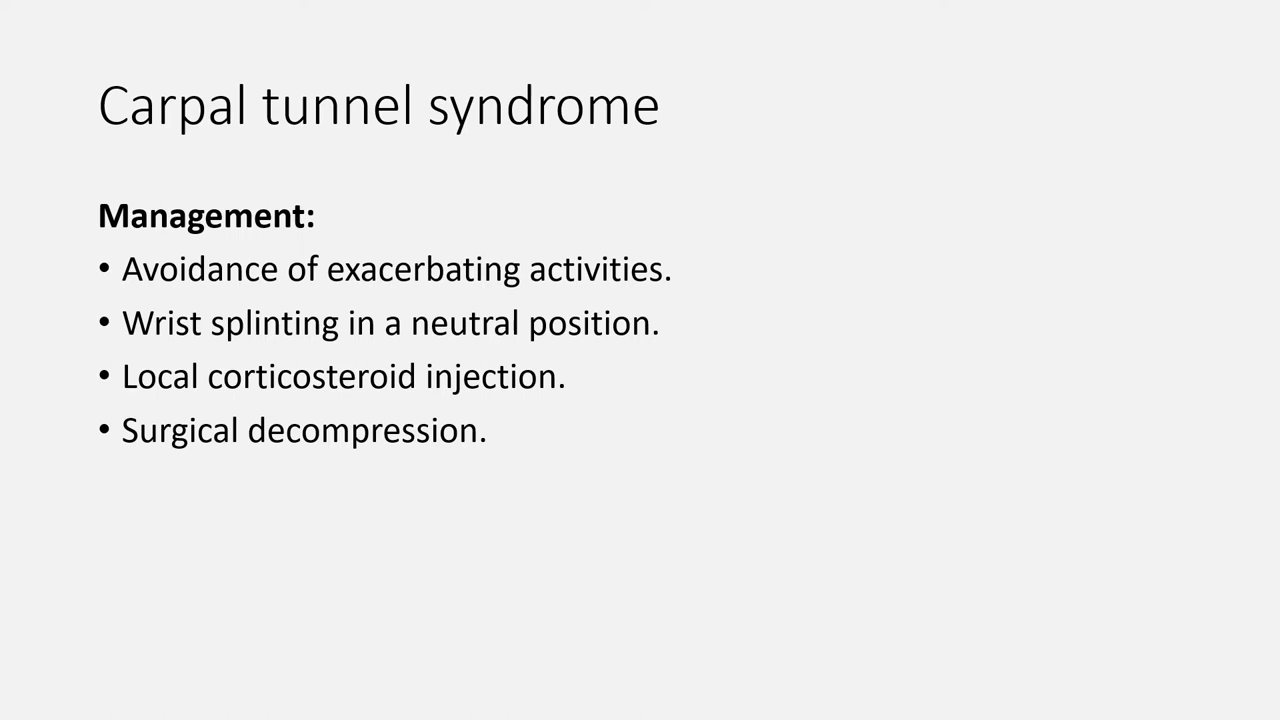 Carpal tunnel syndrome
Management:
• Avoidance of exacerbating activities.
• Wrist splinting in a neutral position.
• Local corticosteroid injection.
• Surgical decompression.